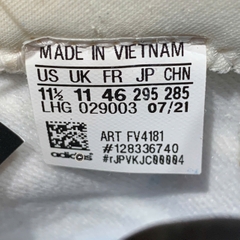 MADE IN VIETNAM
US UK FR JP CHN
11½ 11 46 295 285
LHG 029003 07/21
ART FV4181
adidas #128336740
#rJPVKJC00004